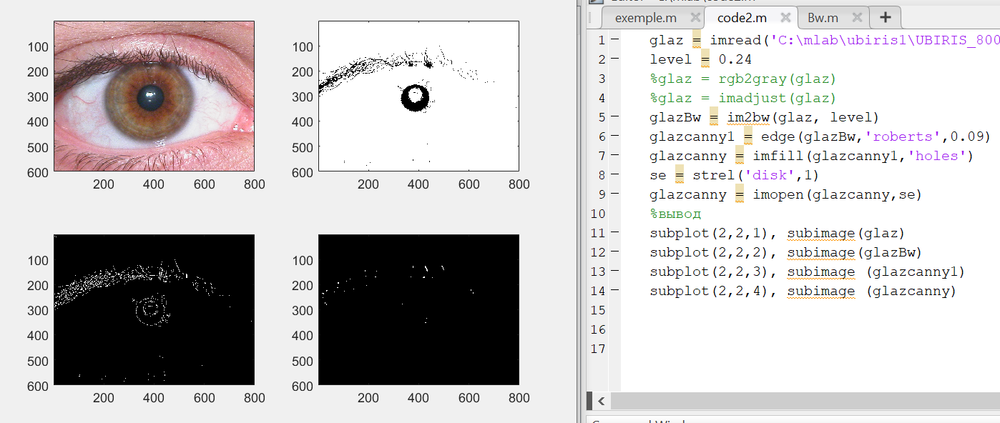 exemple.m
code2.m
Bw.m
1 glaz = imread('C:\mlab\ubiris1\UBIRIS_800
2 level = 0.24
3 %glaz = rgb2gray(glaz)
4 %glaz = imadjust(glaz)
5 glazBw = im2bw(glaz, level)
6 glazcanny1 = edge(glazBw,'roberts',0.09)
7 glazcanny = imfill(glazcanny1,'holes')
8 se = strel('disk',1)
9 glazcanny = imopen(glazcanny,se)
10 %вывод
11 subplot(2,2,1), subimage(glaz)
12 subplot(2,2,2), subimage(glazBw)
13 subplot(2,2,3), subimage (glazcanny1)
14 subplot(2,2,4), subimage (glazcanny)
15
16
17
100
200
300
400
500
600
200 400 600 800
100
200
300
400
500
600
200 400 600 800
100
200
300
400
500
600
200 400 600 800
100
200
300
400
500
600
200 400 600 800